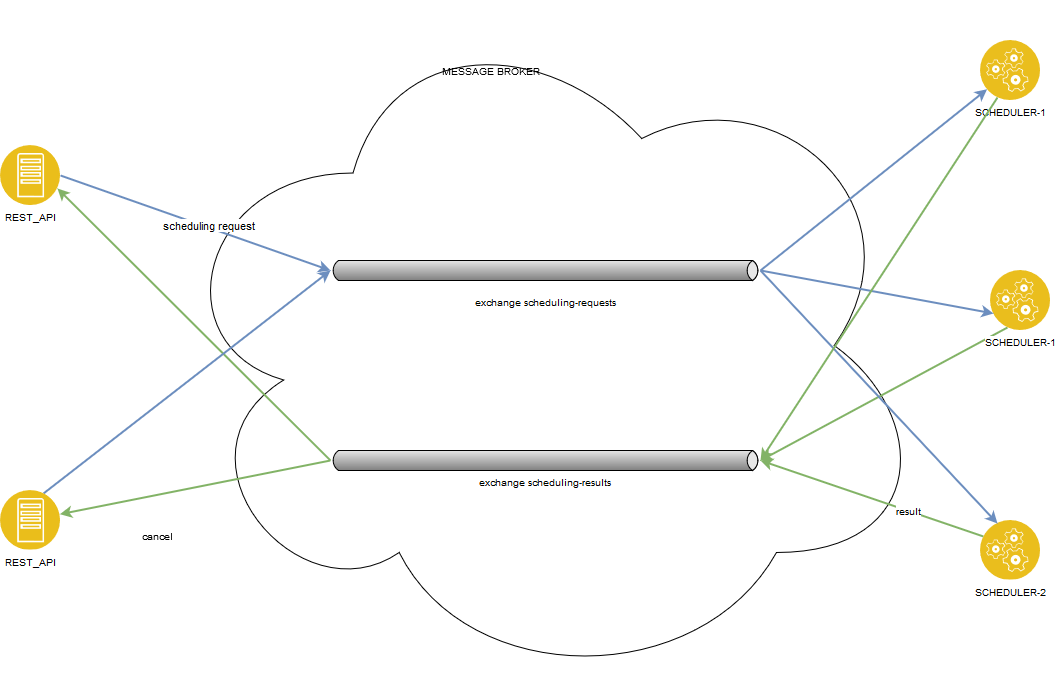 MESSAGE BROKER
SCHEDULER-1
REST_API
scheduling request
exchange scheduling-requests
SCHEDULER-1
exchange scheduling-results
result
cancel
REST_API
SCHEDULER-2